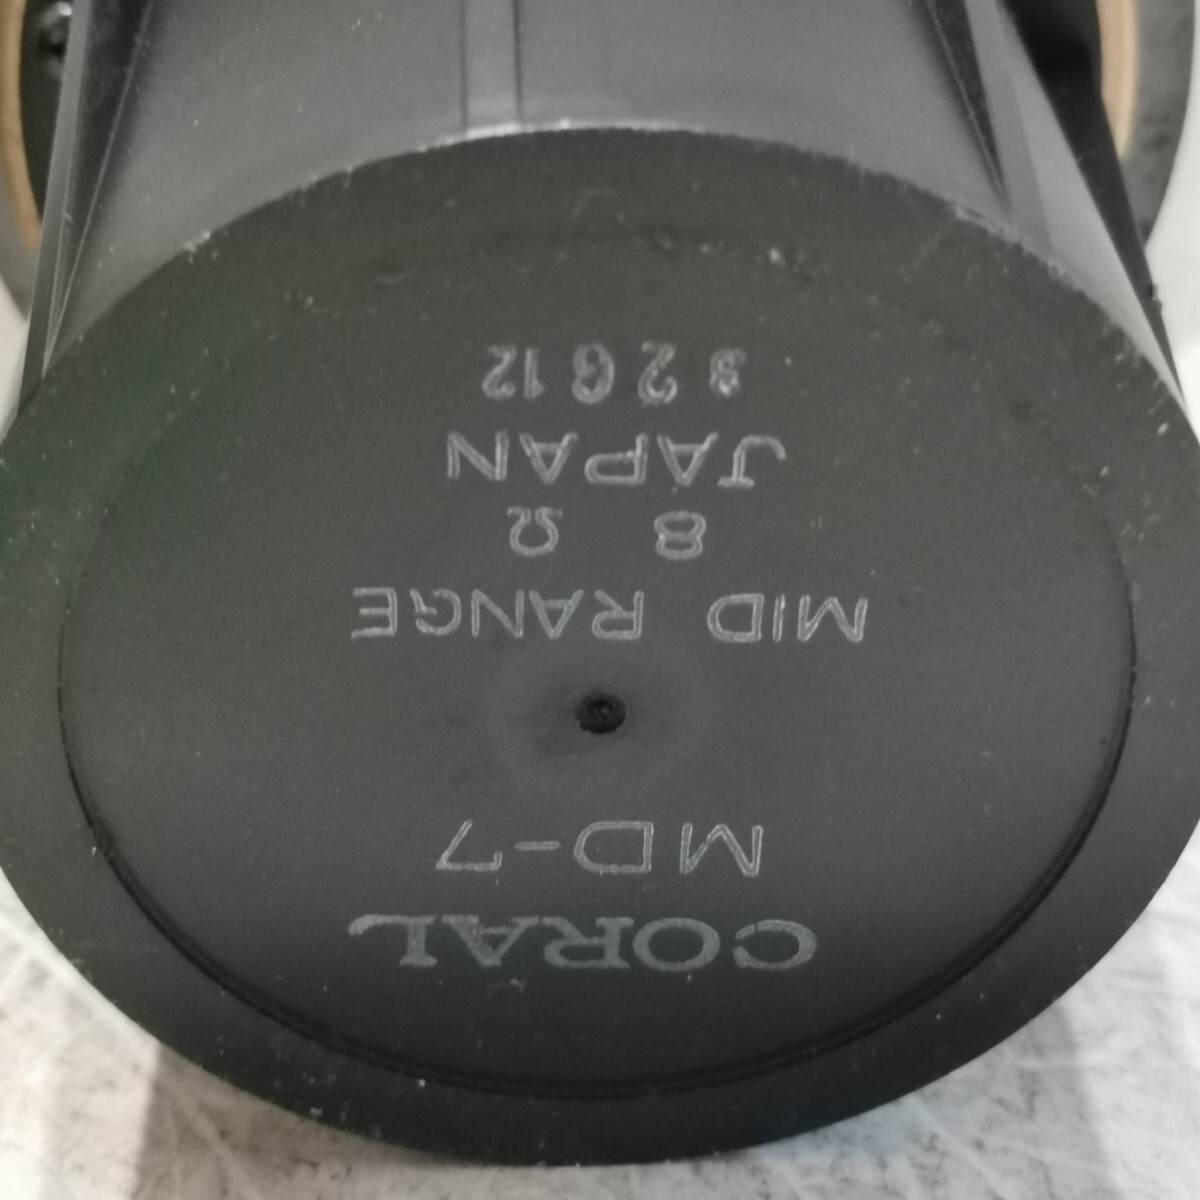 CORAL
MD-7
MID RANGE
8 Ω
JAPAN